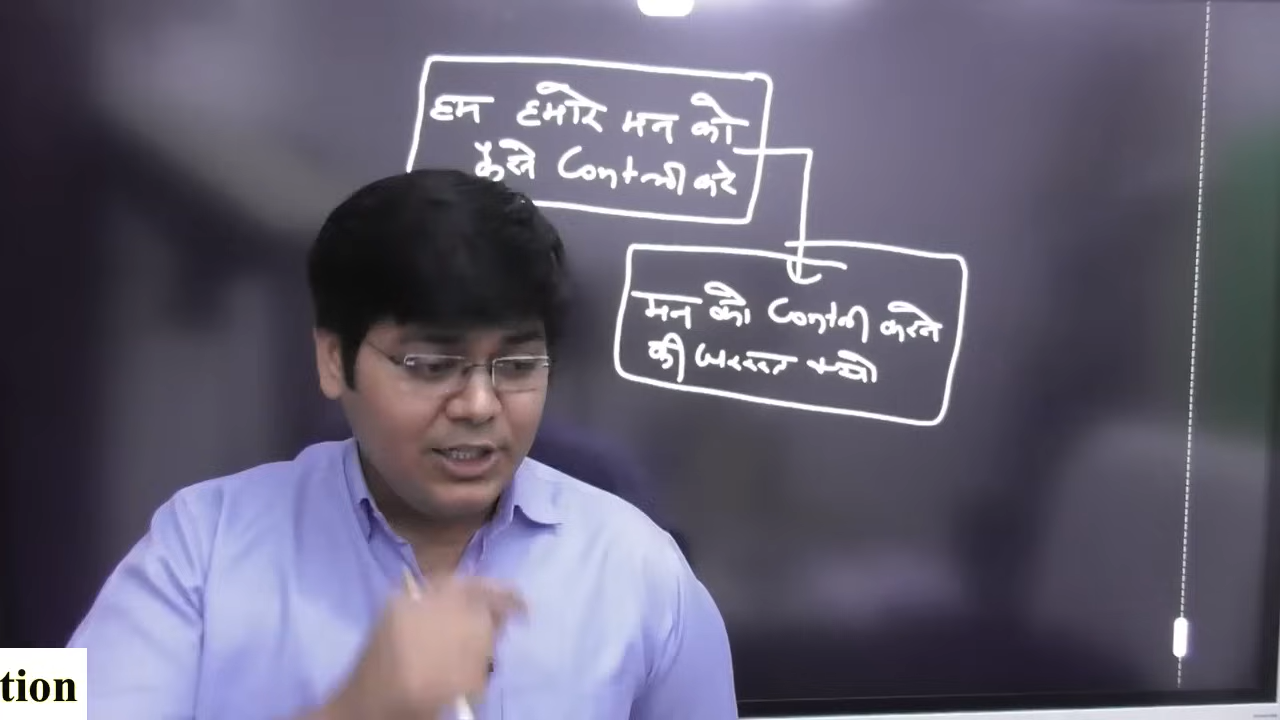 हम हमारे मन को
कैसे Control करे
मन को Control करने
की जरूरत क्यो
tion